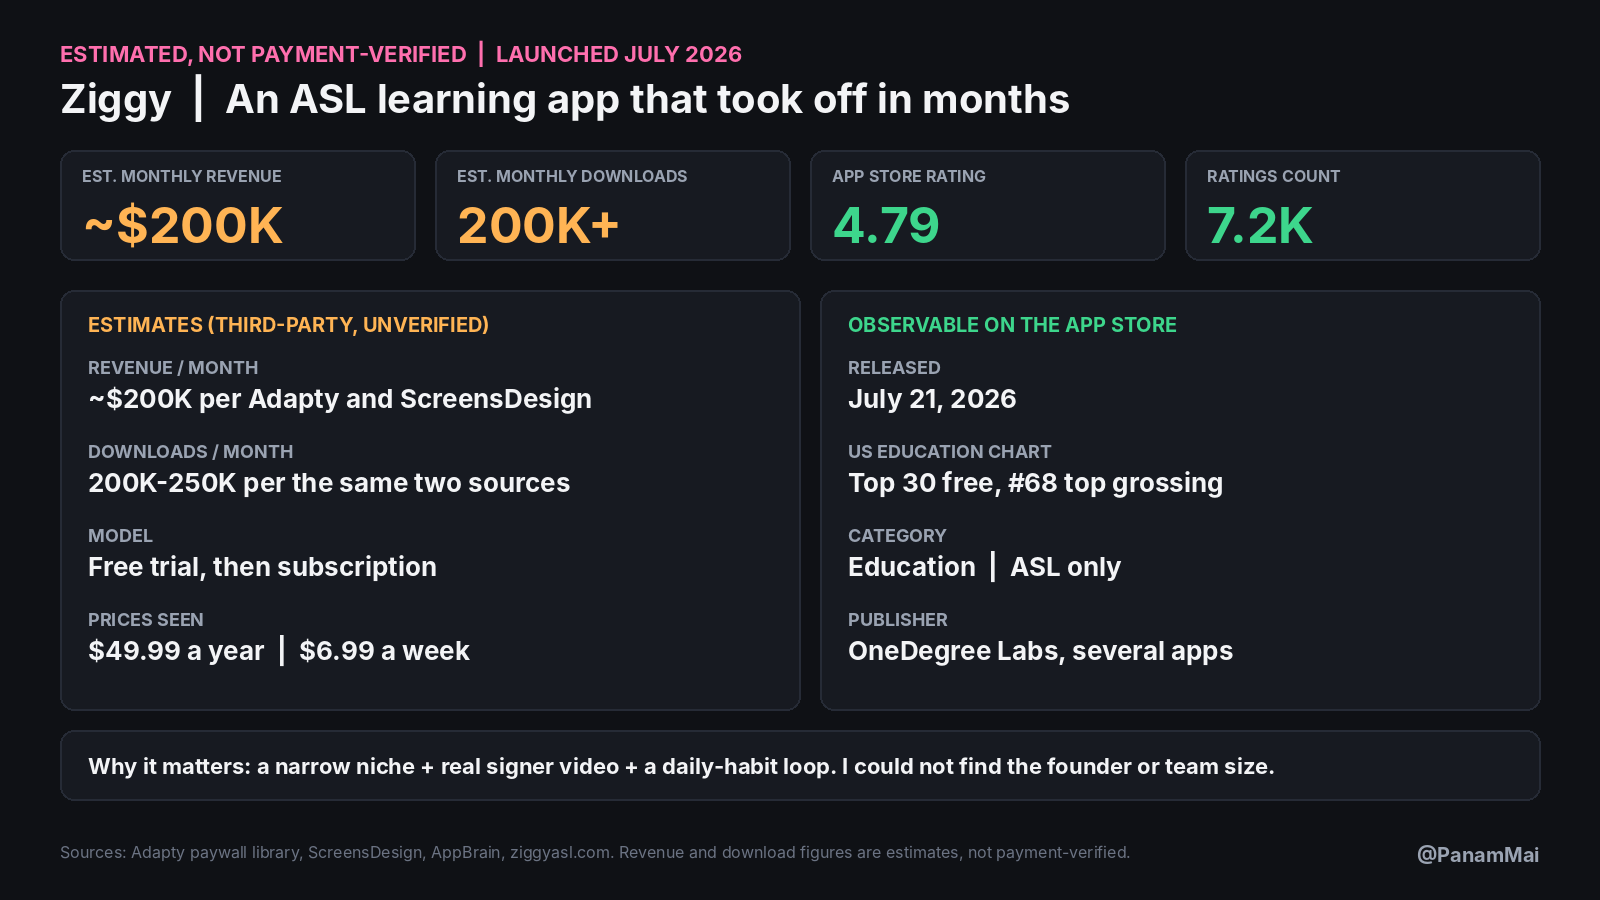 ESTIMATED, NOT PAYMENT-VERIFIED | LAUNCHED JULY 2026
Ziggy | An ASL learning app that took off in months
EST. MONTHLY REVENUE
~$200K
EST. MONTHLY DOWNLOADS
200K+
APP STORE RATING
4.79
RATINGS COUNT
7.2K
ESTIMATES (THIRD-PARTY, UNVERIFIED)
REVENUE / MONTH
~$200K per Adapty and ScreensDesign
DOWNLOADS / MONTH
200K-250K per the same two sources
MODEL
Free trial, then subscription
PRICES SEEN
$49.99 a year | $6.99 a week
OBSERVABLE ON THE APP STORE
RELEASED
July 21, 2026
US EDUCATION CHART
Top 30 free, #68 top grossing
CATEGORY
Education | ASL only
PUBLISHER
OneDegree Labs, several apps
Why it matters: a narrow niche + real signer video + a daily-habit loop. I could not find the founder or team size.
Sources: Adapty paywall library, ScreensDesign, AppBrain, ziggyasl.com. Revenue and download figures are estimates, not payment-verified.
@PanamMai